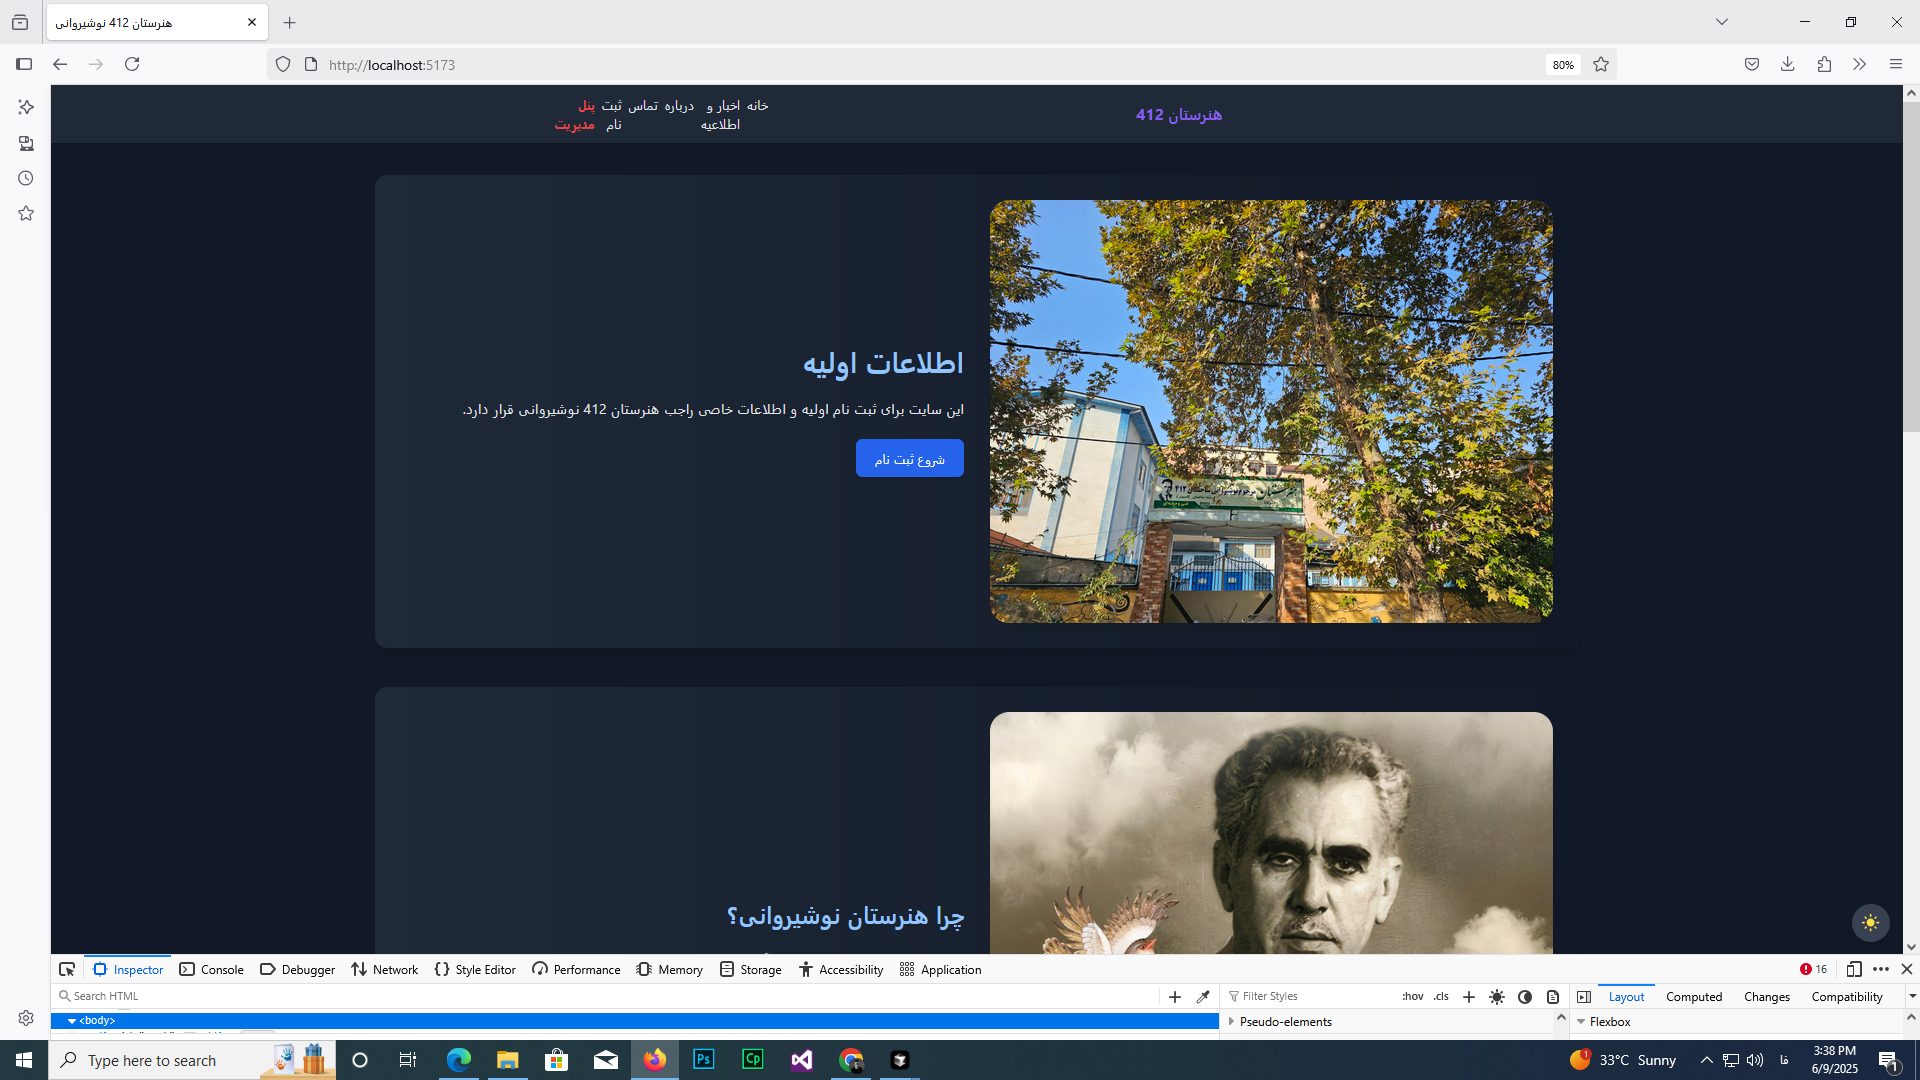 هنرستان 412 نوشیروانی
http://localhost:5173
80%
هنرستان 412
خانه
اخبار و
اطلاعیه
درباره
تماس
ثبت
نام
پنل
مدیریت
اطلاعات اولیه
این سایت برای ثبت نام اولیه و اطلاعات خاصی راجب هنرستان 412 نوشیروانی قرار دارد.
شروع ثبت نام
چرا هنرستان نوشیروانی؟
Inspector
Console
Debugger
Network
Style Editor
Performance
Memory
Storage
Accessibility
Application
16
Search HTML
Filter Styles
:hov
.cls
Layout
Computed
Changes
Compatibility
<body>
Pseudo-elements
Flexbox
Type here to search
Ps
Cp
1
33°C Sunny
فا
3:38 PM
6/9/2025
1